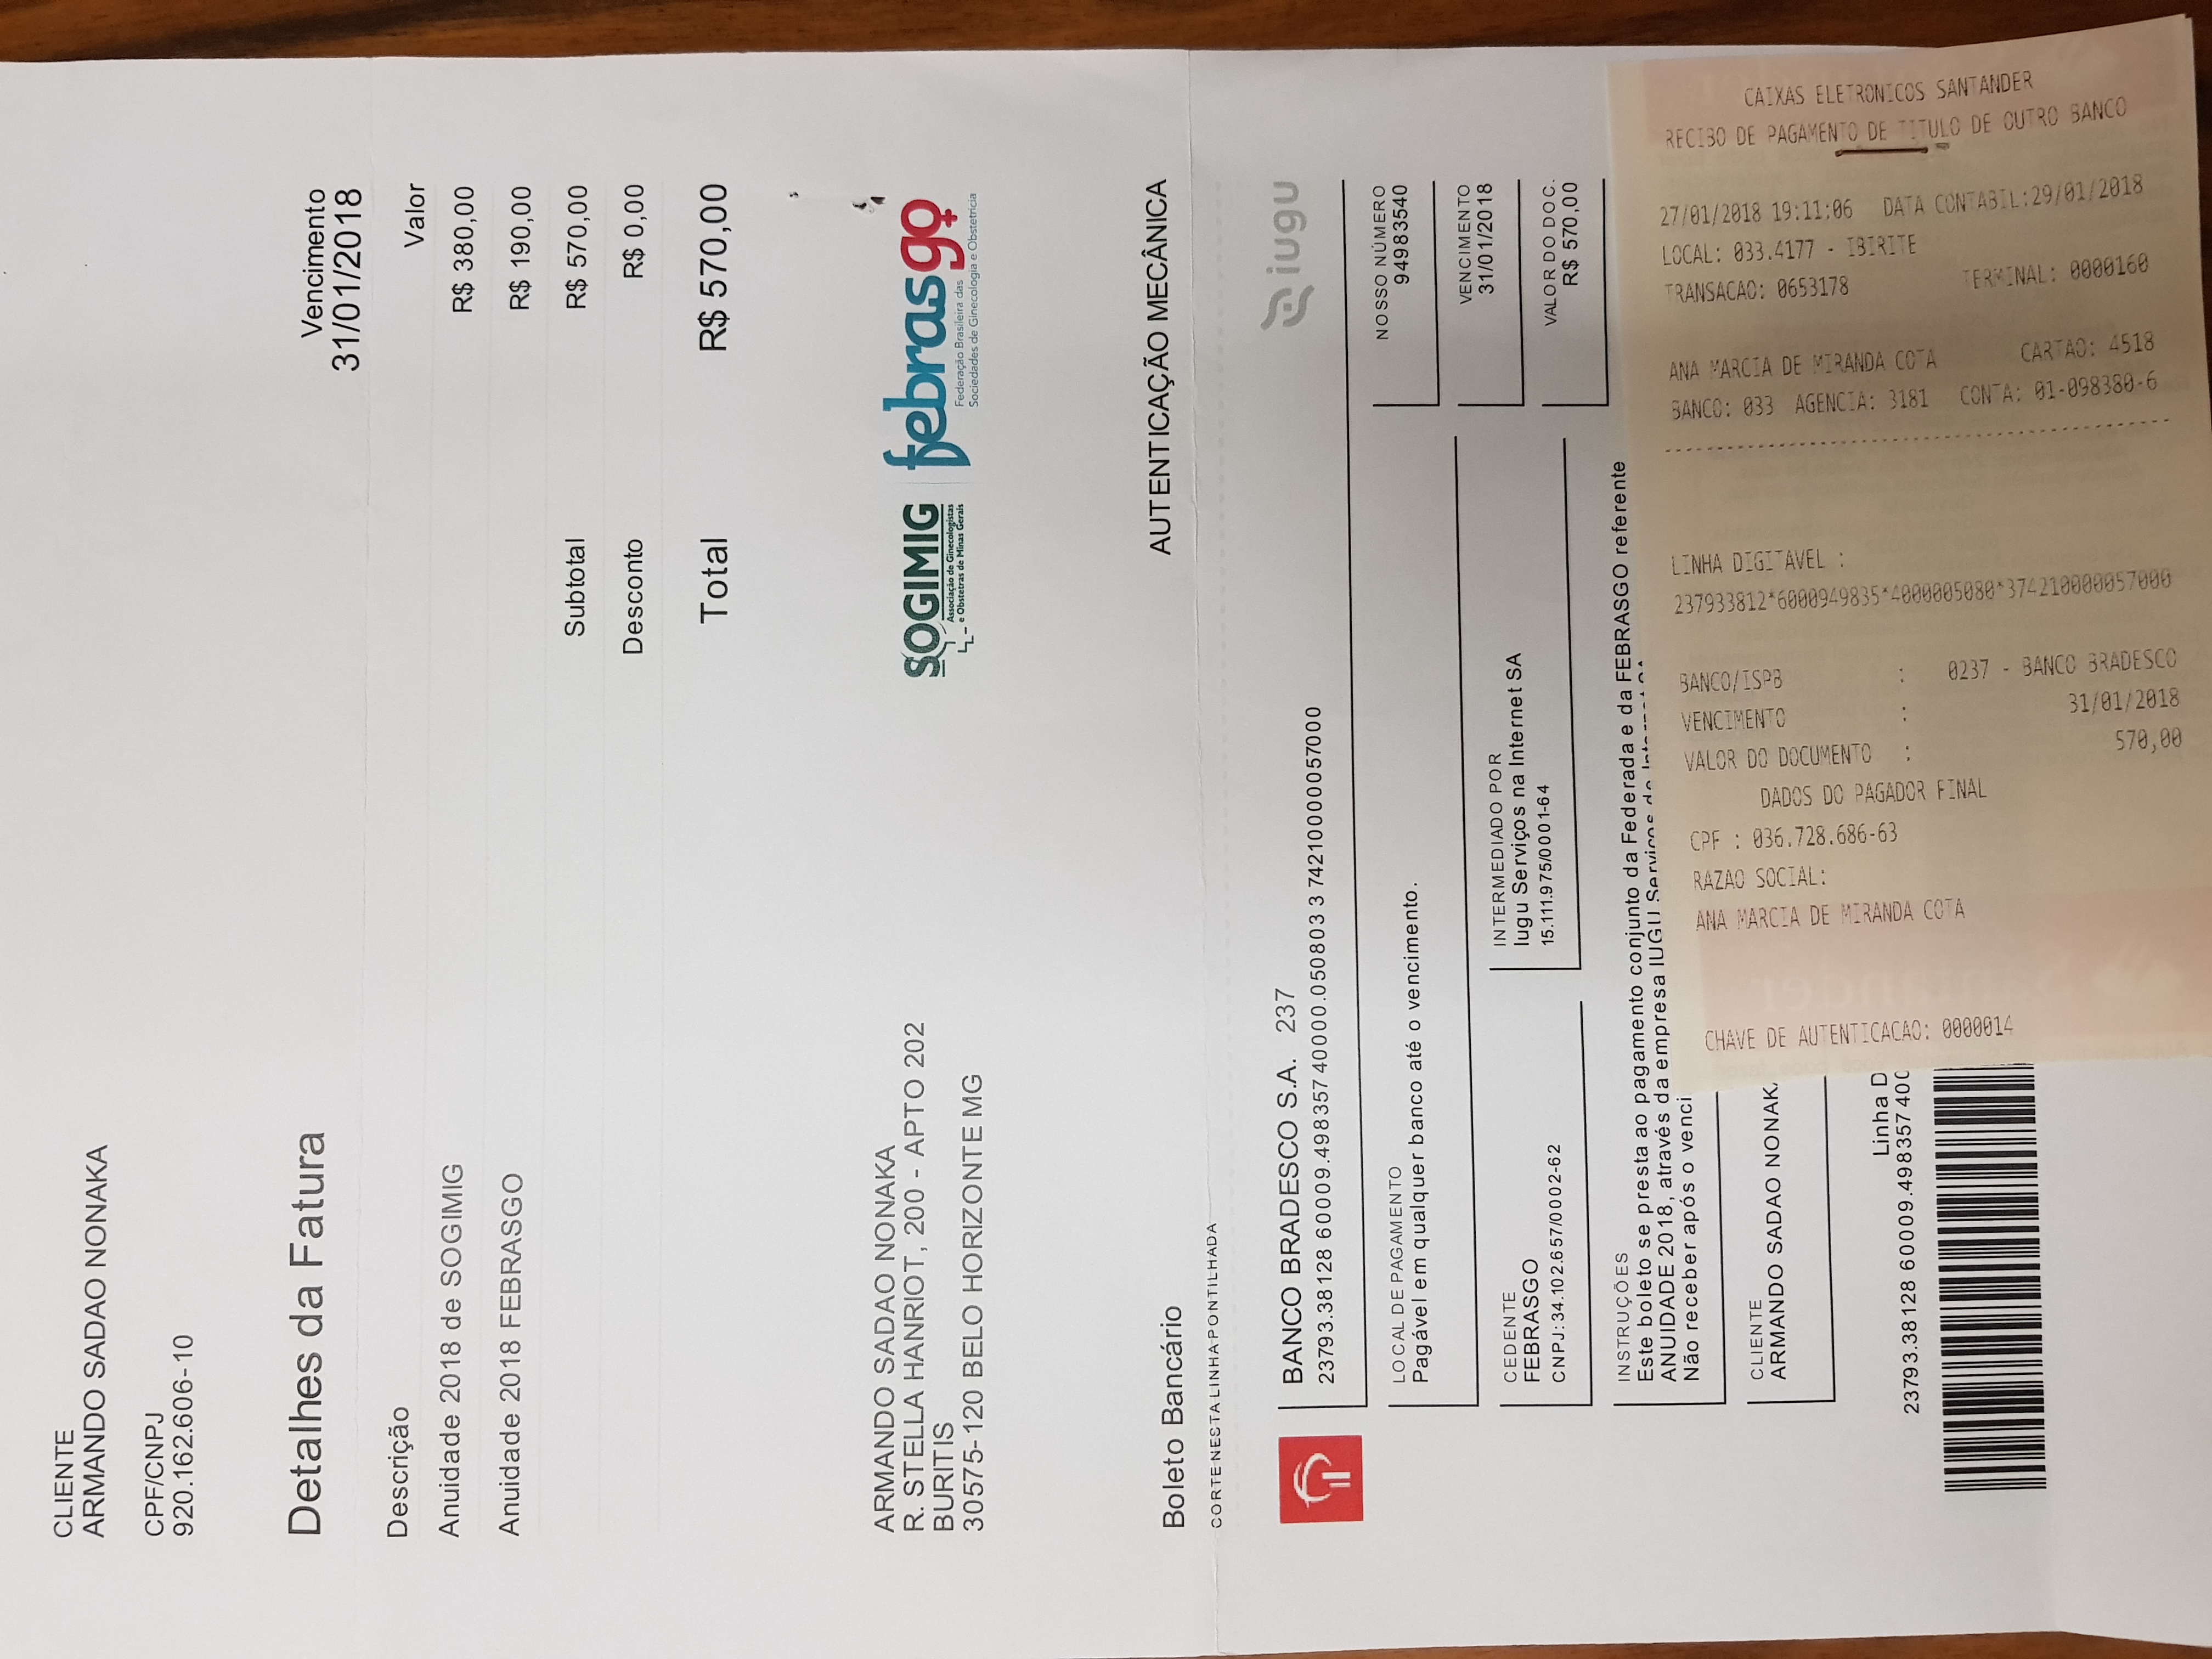 CLIENTE
ARMANDO SADAO NONAKA
CPF/CNPJ
920.162.606-10
Detalhes da Fatura
Vencimento
31/01/2018
Descrição Valor
Anuidade 2018 de SOGIMIG R$ 380,00
Anuidade 2018 FEBRASGO R$ 190,00
Subtotal R$ 570,00
Desconto R$ 0,00
Total R$ 570,00
ARMANDO SADAO NONAKA
R. STELLA HANRIOT, 200 - APTO 202
BURITIS
30575-120 BELO HORIZONTE MG
SOGIMIG
Associação de Ginecologistas
e Obstetras de Minas Gerais
febrasgo
Federação Brasileira das
Sociedades de Ginecologia e Obstetrícia
Boleto Bancário AUTENTICAÇÃO MECÂNICA
CORTE NESTA LINHA PONTILHADA
iugu
BANCO BRADESCO S.A. 237
23793.38128 60009.498357 40000.050803 3 74210000057000
LOCAL DE PAGAMENTO
Pagável em qualquer banco até o vencimento.
NOSSO NÚMERO
94983540
VENCIMENTO
31/01/2018
CEDENTE
FEBRASGO
CNPJ:34.102.657/0002-62
INTERMEDIADO POR
Iugu Serviços na Internet SA
15.111.975/0001-64
VALOR DO DOC.
R$ 570,00
INSTRUÇÕES
Este boleto se presta ao pagamento conjunto da Federada e da FEBRASGO referente
ANUIDADE 2018, através da empresa IUGU Serviços
Não receber após o venci
CLIENTE
ARMANDO SADAO NONAK
Linha D
23793.38128 60009.498357 400
CAIXAS ELETRONICOS SANTANDER
RECIBO DE PAGAMENTO DE TITULO DE OUTRO BANCO
27/01/2018 19:11:06 DATA CONTABIL:29/01/2018
LOCAL: 033.4177 - IBIRITE
TRANSACAO: 0653178 TERMINAL: 0000160
ANA MARCIA DE MIRANDA COTA CARTAO: 4518
BANCO: 033 AGENCIA: 3181 CONTA: 01-098380-6
LINHA DIGITAVEL :
237933812*6000949835*4000005080*374210000057000
BANCO/ISPB : 0237 - BANCO BRADESCO
VENCIMENTO : 31/01/2018
VALOR DO DOCUMENTO : 570,00
DADOS DO PAGADOR FINAL
CPF : 036.728.686-63
RAZAO SOCIAL:
ANA MARCIA DE MIRANDA COTA
CHAVE DE AUTENTICACAO: 0000014